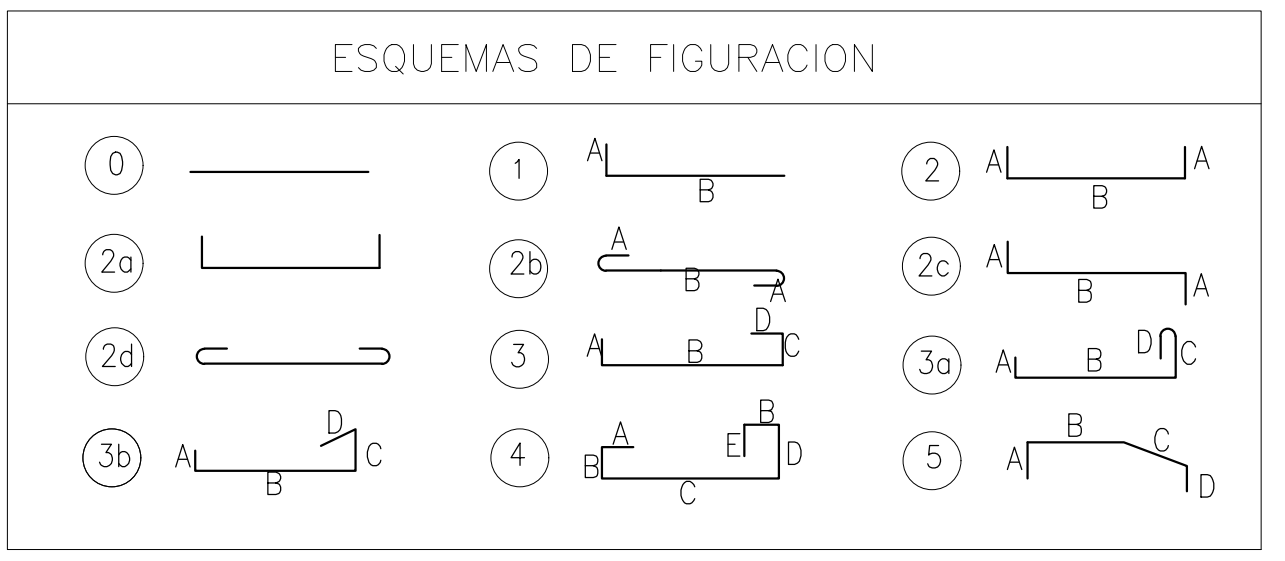 ESQUEMAS DE FIGURACION
0
1 A B
2 A B A
2a
2b A B A
2c A B A
2d
3 A B C D
3a A B C D
3b A B C D
4 A B C D B E
5 A B C D